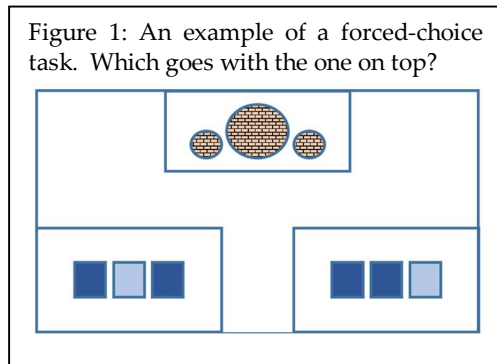 Figure 1: An example of a forced-choice
task. Which goes with the one on top?